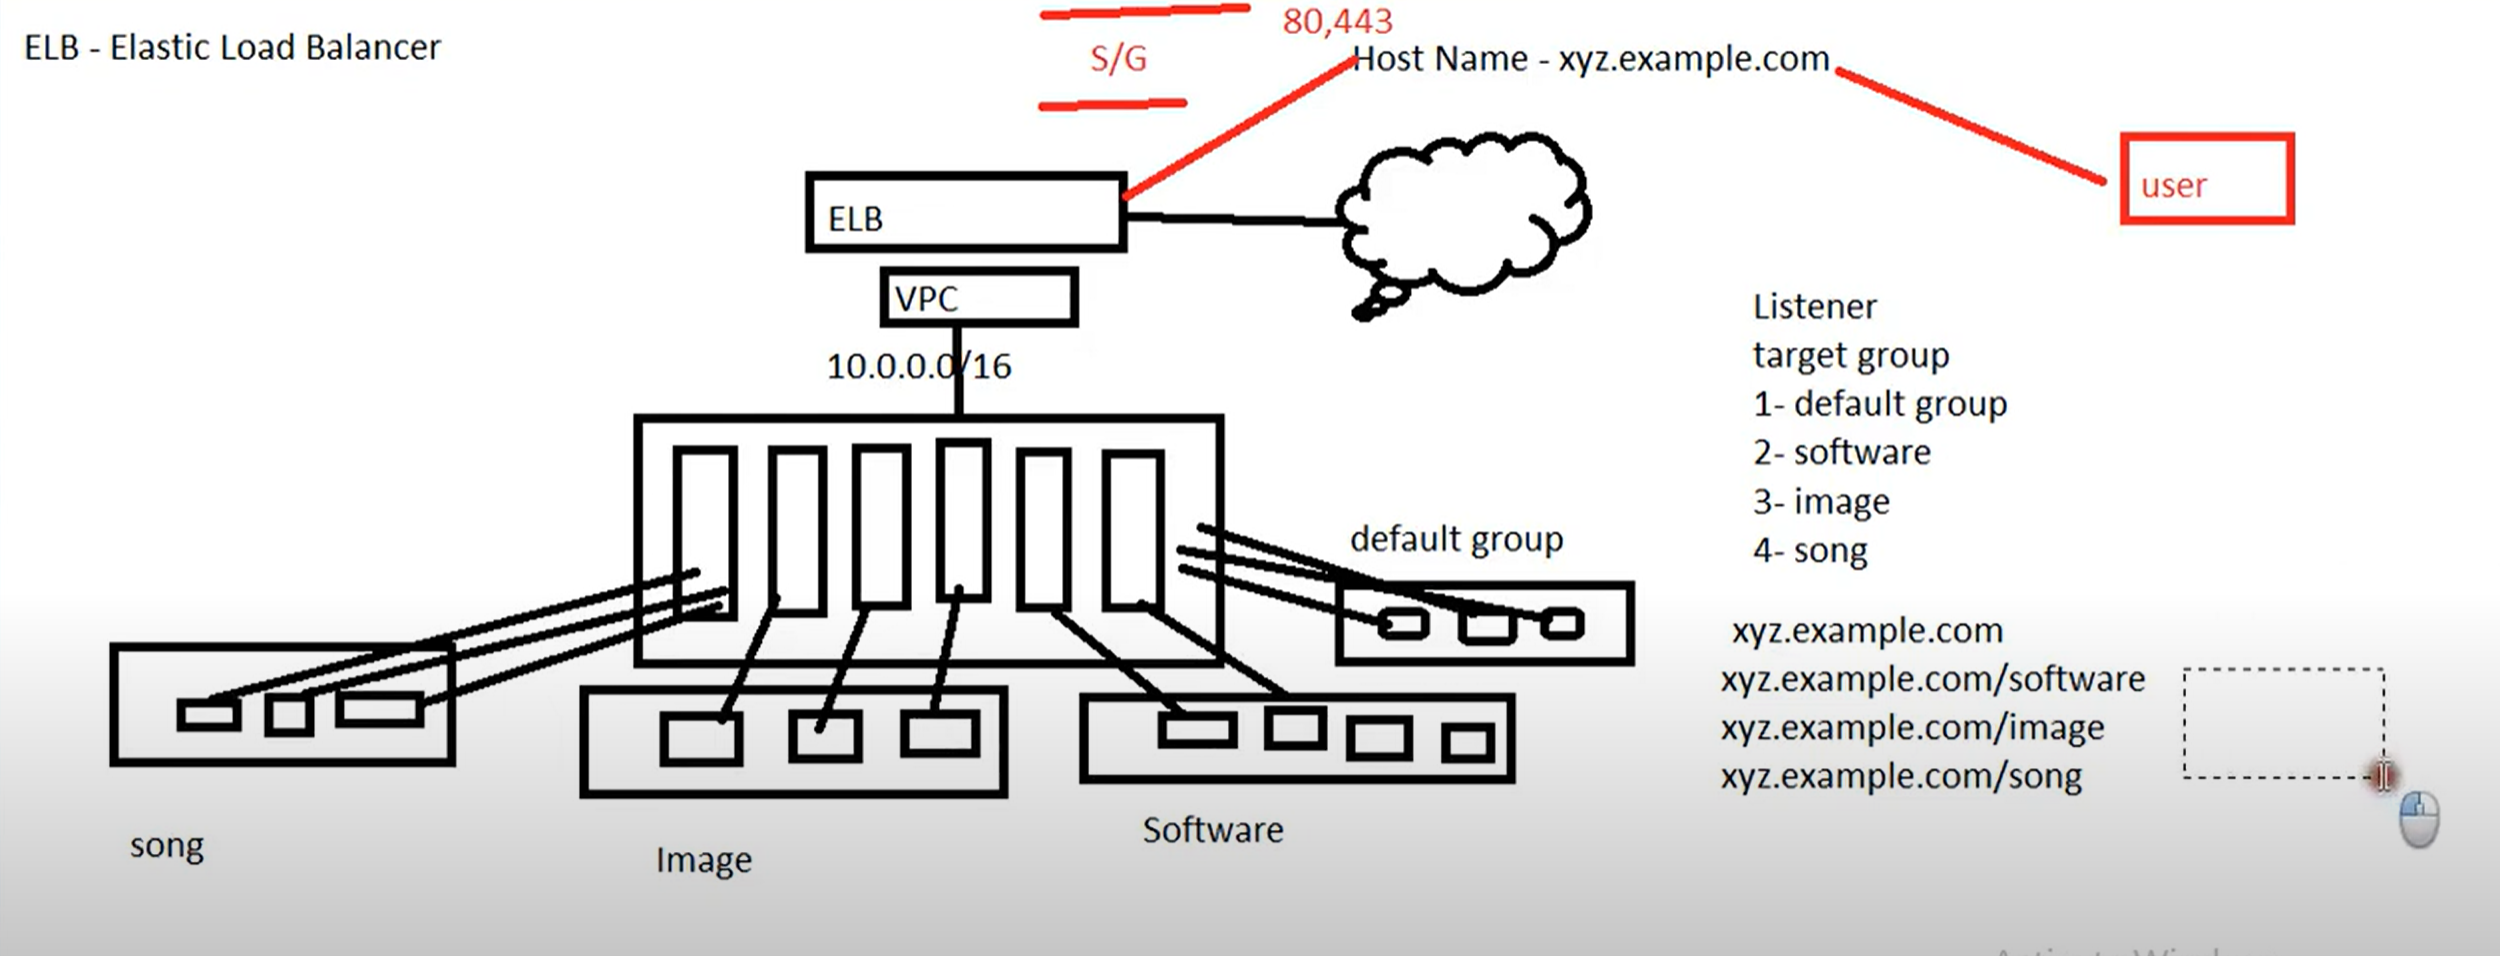 ELB - Elastic Load Balancer
80,443
S/G
Host Name - xyz.example.com
user
ELB
VPC
10.0.0.0/16
Listener
target group
1- default group
2- software
3- image
4- song
default group
xyz.example.com
xyz.example.com/software
xyz.example.com/image
xyz.example.com/song
song
Image
Software